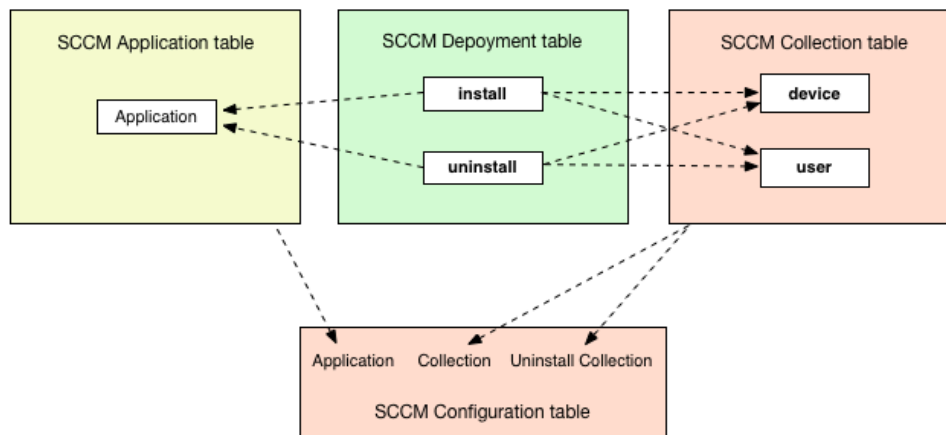 SCCM Application table
SCCM Depoyment table
SCCM Collection table
Application
install
uninstall
device
user
Application
Collection
Uninstall Collection
SCCM Configuration table